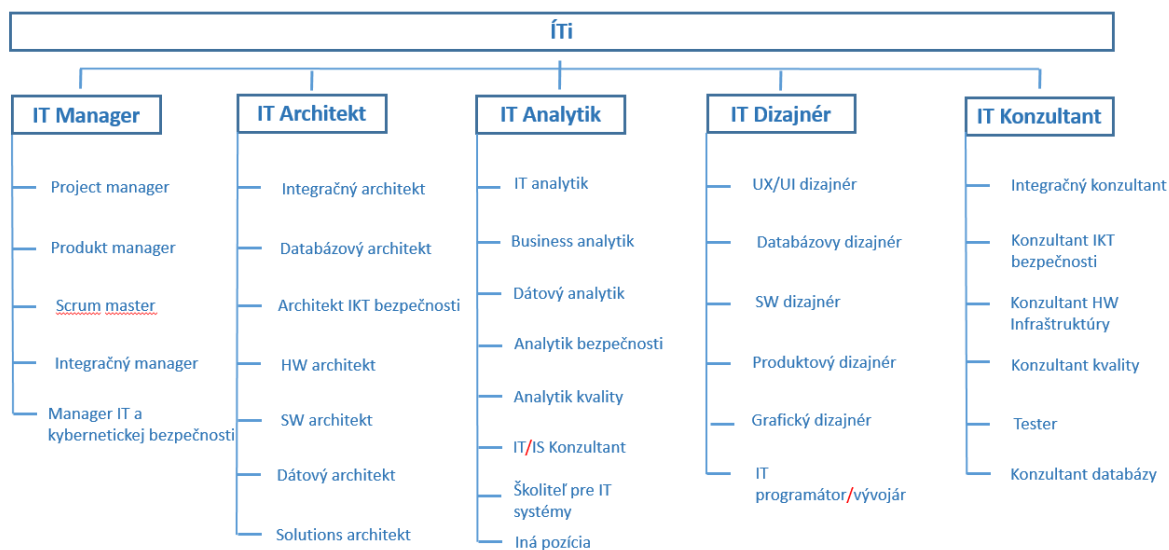 ÍTi
IT Manager
Project manager
Produkt manager
Scrum master
Integračný manager
Manager IT a
kybernetickej bezpečnosti
IT Architekt
Integračný architekt
Databázový architekt
Architekt IKT bezpečnosti
HW architekt
SW architekt
Dátový architekt
Solutions architekt
IT Analytik
IT analytik
Business analytik
Dátový analytik
Analytik bezpečnosti
Analytik kvality
IT/IS Konzultant
Školiteľ pre IT
systémy
Iná pozícia
IT Dizajnér
UX/UI dizajnér
Databázovy dizajnér
SW dizajnér
Produktový dizajnér
Grafický dizajnér
IT
programátor/vývojár
IT Konzultant
Integračný konzultant
Konzultant IKT
bezpečnosti
Konzultant HW
Infraštruktúry
Konzultant kvality
Tester
Konzultant databázy